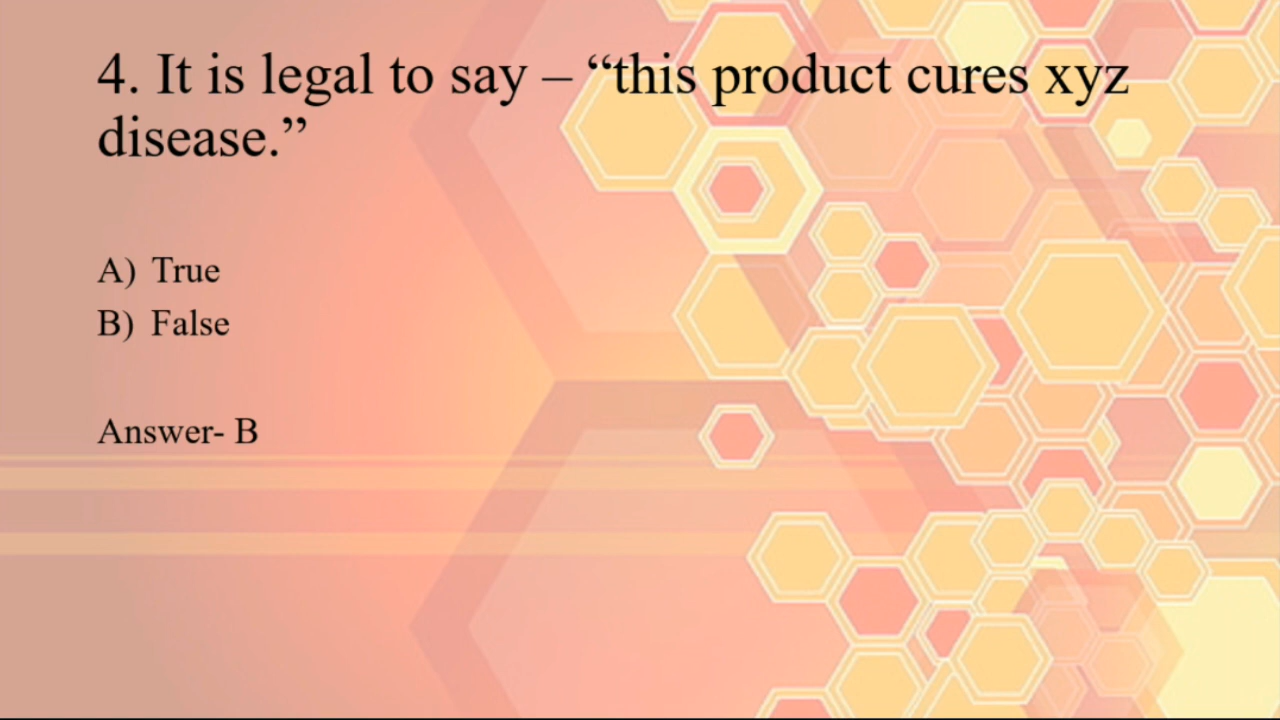 4. It is legal to say – “this product cures xyz
disease.”
A) True
B) False
Answer- B